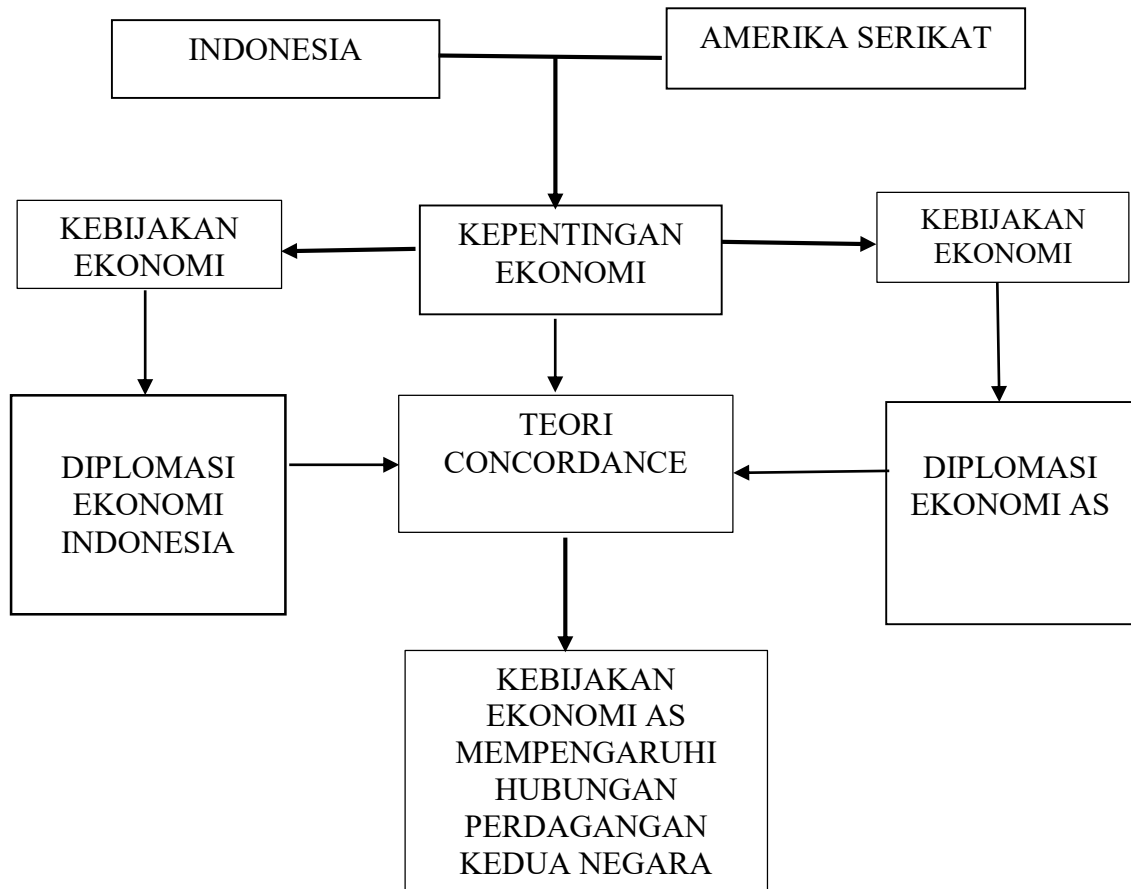 INDONESIA
AMERIKA SERIKAT
KEBIJAKAN
EKONOMI
KEPENTINGAN
EKONOMI
KEBIJAKAN
EKONOMI
DIPLOMASI
EKONOMI
INDONESIA
TEORI
CONCORDANCE
DIPLOMASI
EKONOMI AS
KEBIJAKAN
EKONOMI AS
MEMPENGARUHI
HUBUNGAN
PERDAGANGAN
KEDUA NEGARA